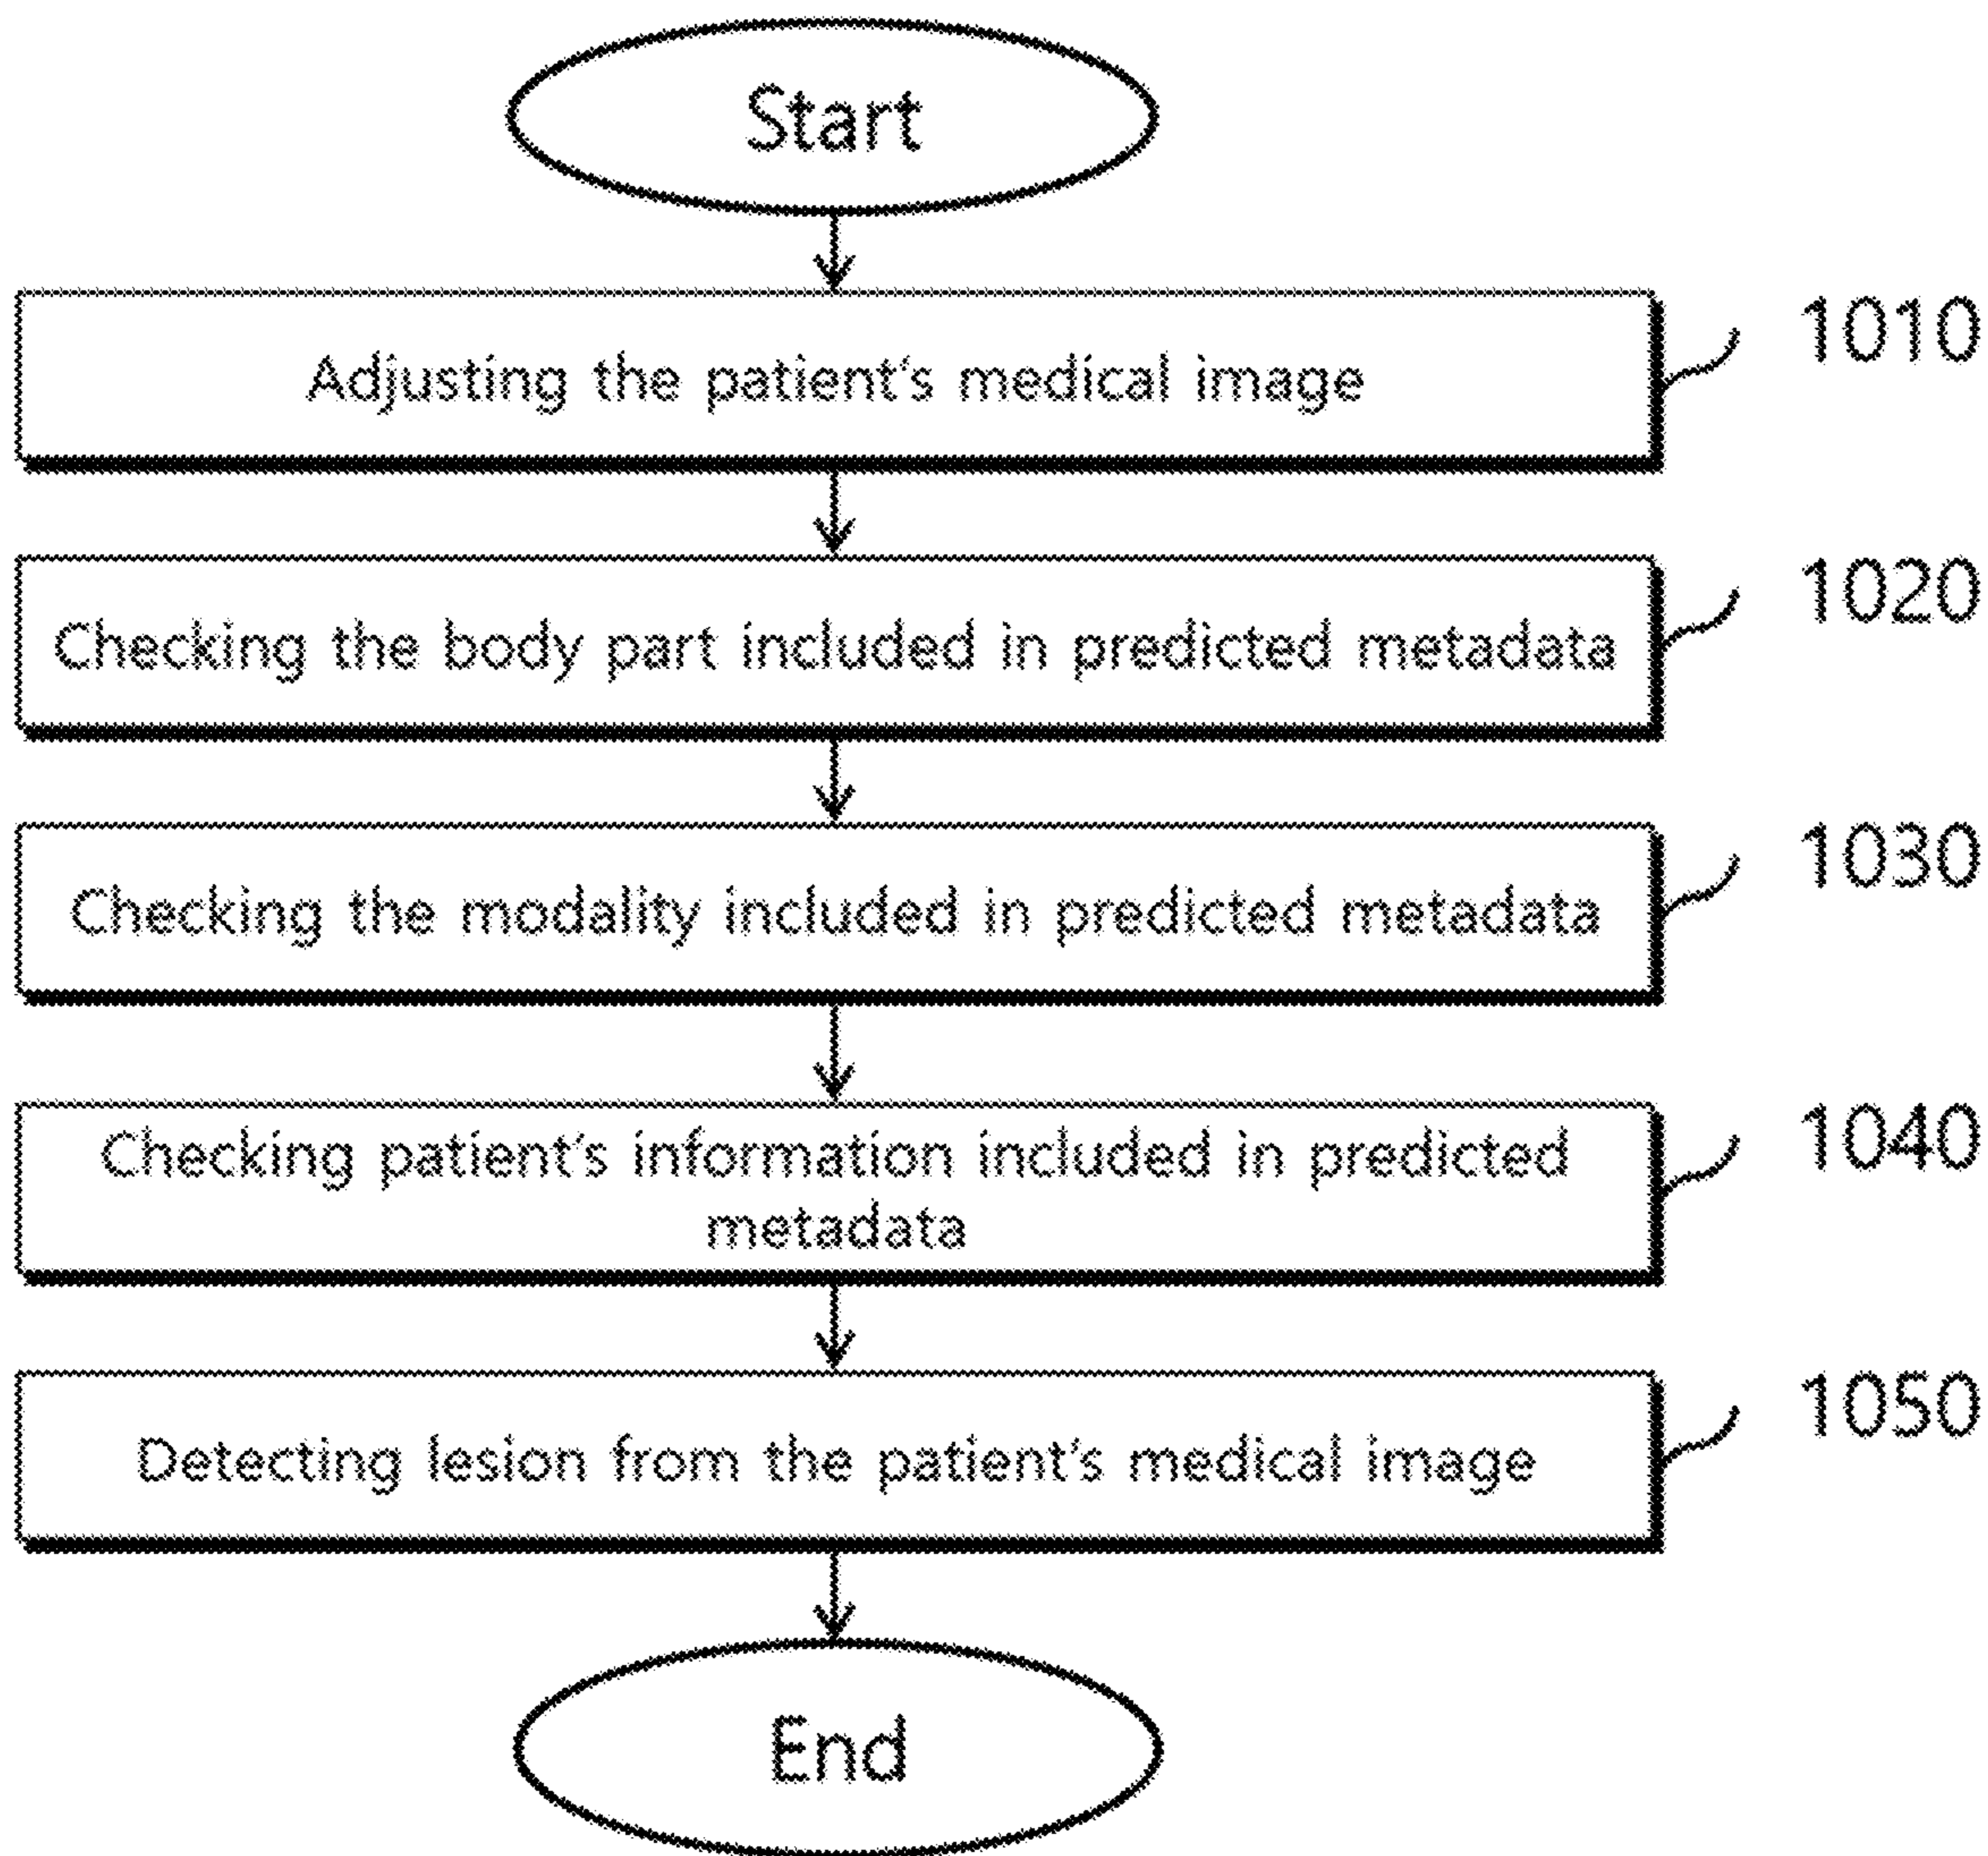 Start
Adjusting the patient's medical image
1010
Checking the body part included in predicted metadata
1020
Checking the modality included in predicted metadata
1030
Checking patient's information included in predicted
metadata
1040
Detecting lesion from the patient's medical image
1050
End